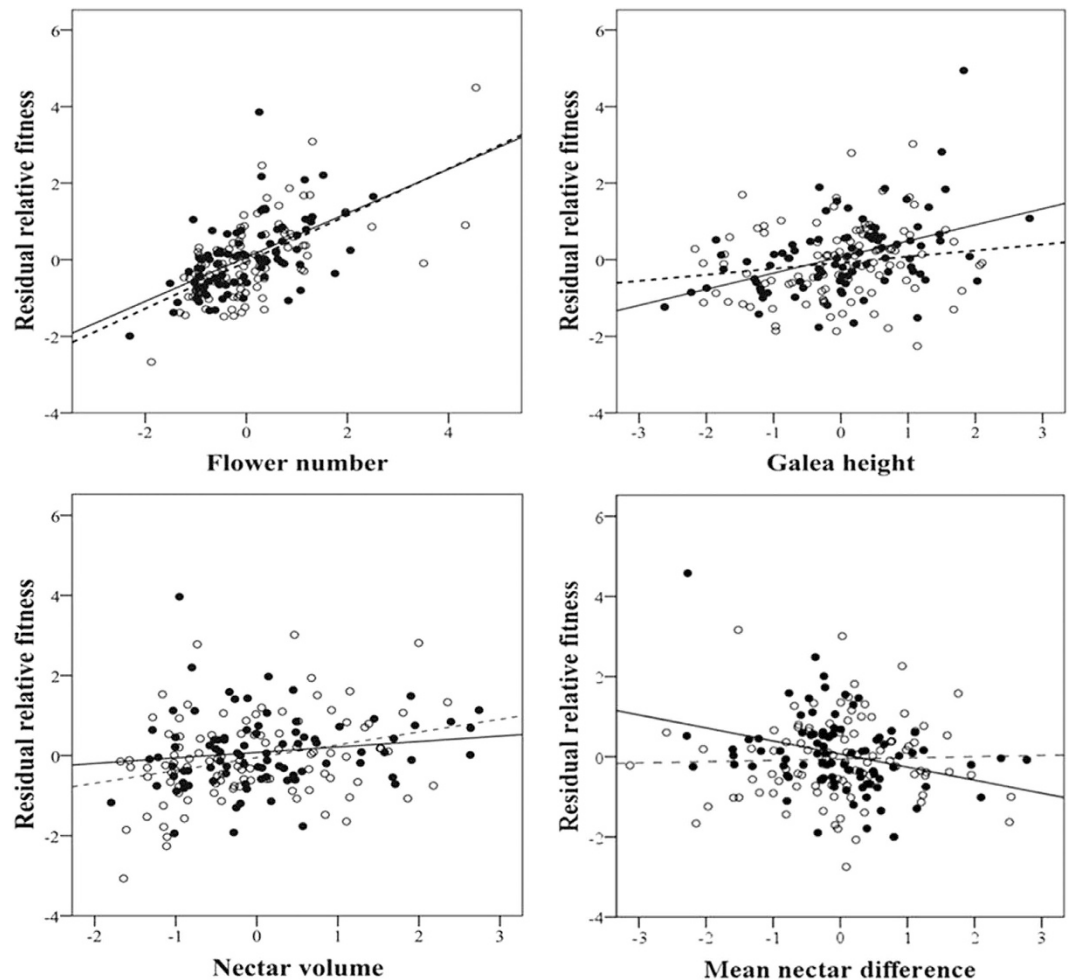 6
4
2
0
-2
-4
Residual relative fitness
-2 0 2 4
Flower number
6
4
2
0
-2
-4
Residual relative fitness
-3 -2 -1 0 1 2 3
Galea height
6
4
2
0
-2
-4
Residual relative fitness
-2 -1 0 1 2 3
Nectar volume
6
4
2
0
-2
-4
Residual relative fitness
-3 -2 -1 0 1 2 3
Mean nectar difference